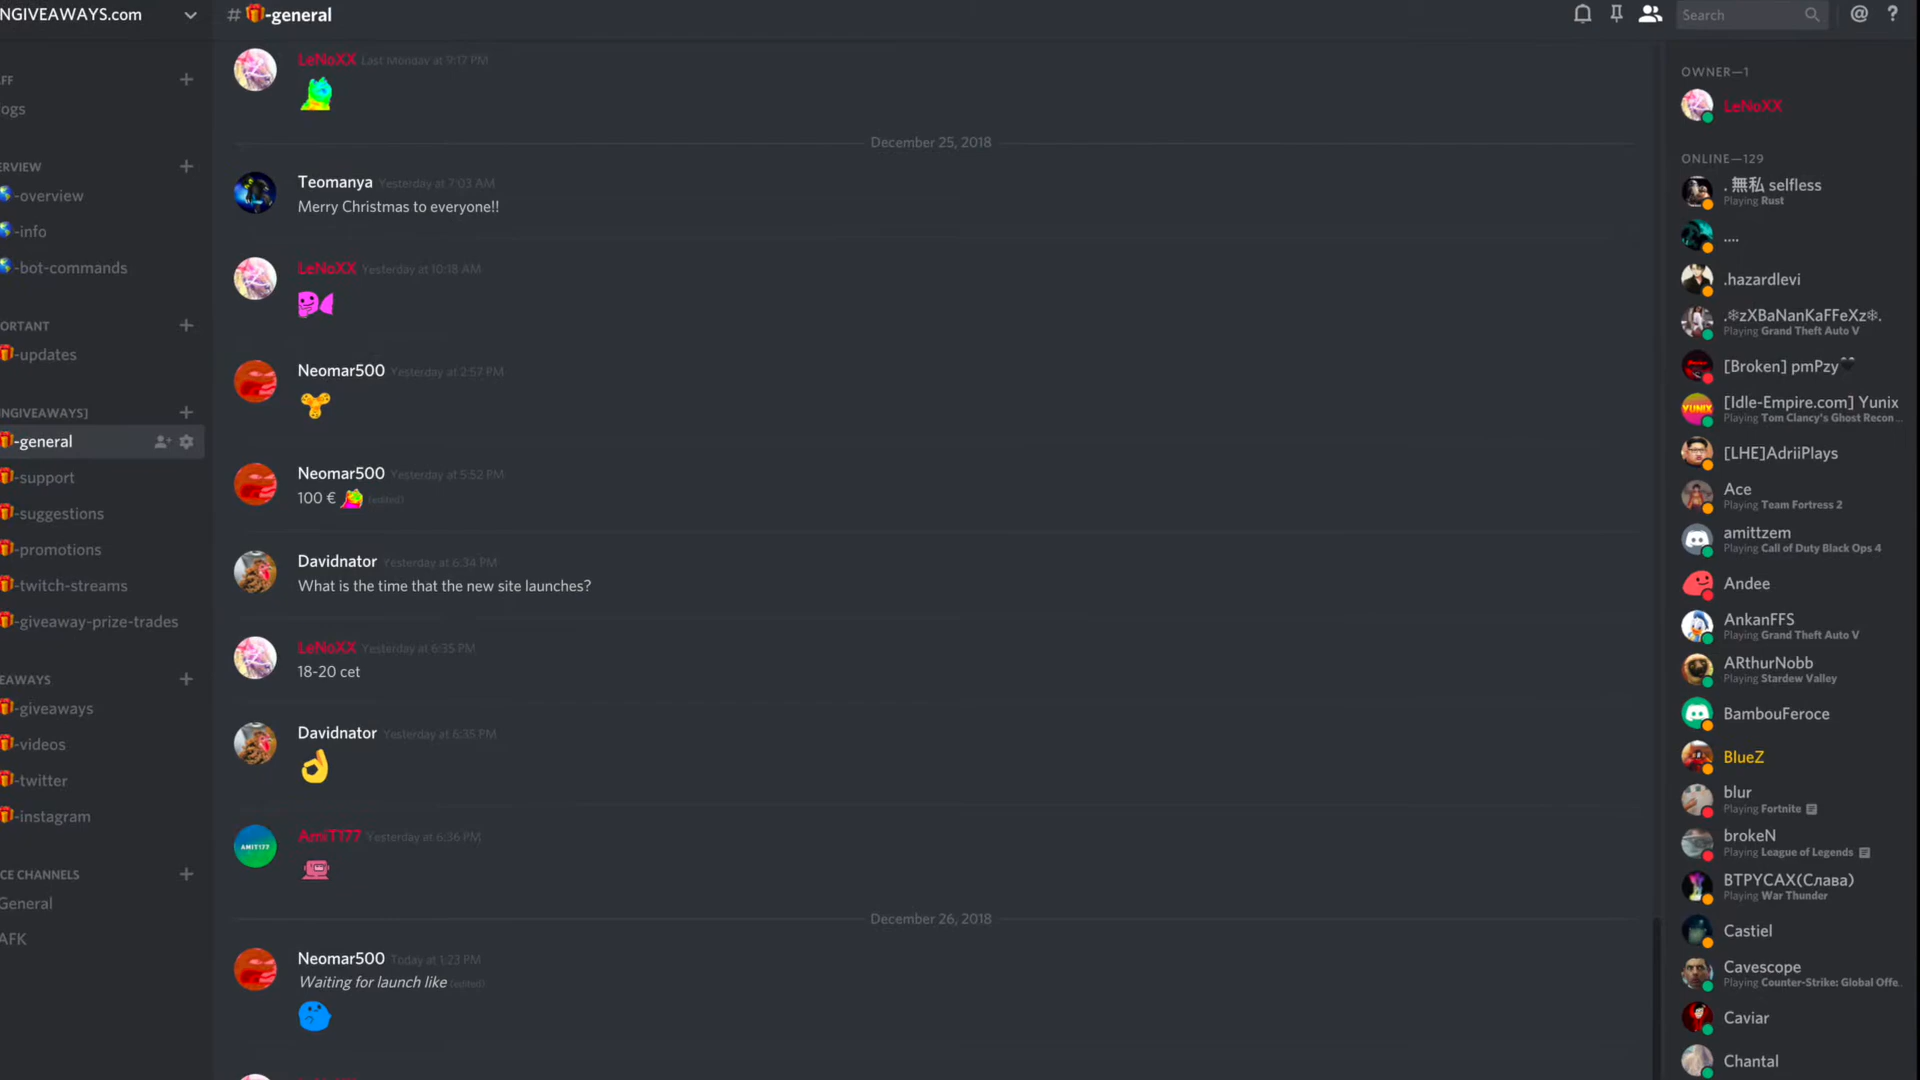 NGIVEAWAYS.com
FF
ogs
ERVIEW
-overview
-info
-bot-commands
ORTANT
-updates
NGIVEAWAYS]
-general
-support
-suggestions
-promotions
-twitch-streams
-giveaway-prize-trades
EAWAYS
-giveaways
-videos
-twitter
-instagram
CE CHANNELS
General
AFK
# -general
LeNoXX Last Monday at 9:17 PM
December 25, 2018
Teomanya Yesterday at 7:03 AM
Merry Christmas to everyone!!
LeNoXX Yesterday at 10:18 AM
Neomar500 Yesterday at 2:57 PM
Neomar500 Yesterday at 5:52 PM
100 € (edited)
Davidnator Yesterday at 6:34 PM
What is the time that the new site launches?
LeNoXX Yesterday at 6:35 PM
18-20 cet
Davidnator Yesterday at 6:35 PM
AMIT177
AmiT177 Yesterday at 6:36 PM
December 26, 2018
Neomar500 Today at 1:23 PM
Waiting for launch like (edited)
Search
@ ?
OWNER—1
LeNoXX
ONLINE—129
. 無私 selfless
Playing Rust
....
.hazardlevi
.❄zXBaNanKaFFeXz❄.
Playing Grand Theft Auto V
[Broken] pmPzy🖤
YUNIX
[Idle-Empire.com] Yunix
Playing Tom Clancy's Ghost Recon ...
[LHE]AdriiPlays
Ace
Playing Team Fortress 2
amittzem
Playing Call of Duty Black Ops 4
Andee
AnkanFFS
Playing Grand Theft Auto V
ARthurNobb
Playing Stardew Valley
BambouFeroce
BlueZ
blur
Playing Fortnite
brokeN
Playing League of Legends
BTPYCAX(Слава)
Playing War Thunder
Castiel
Cavescope
Playing Counter-Strike: Global Offe...
Caviar
Chantal